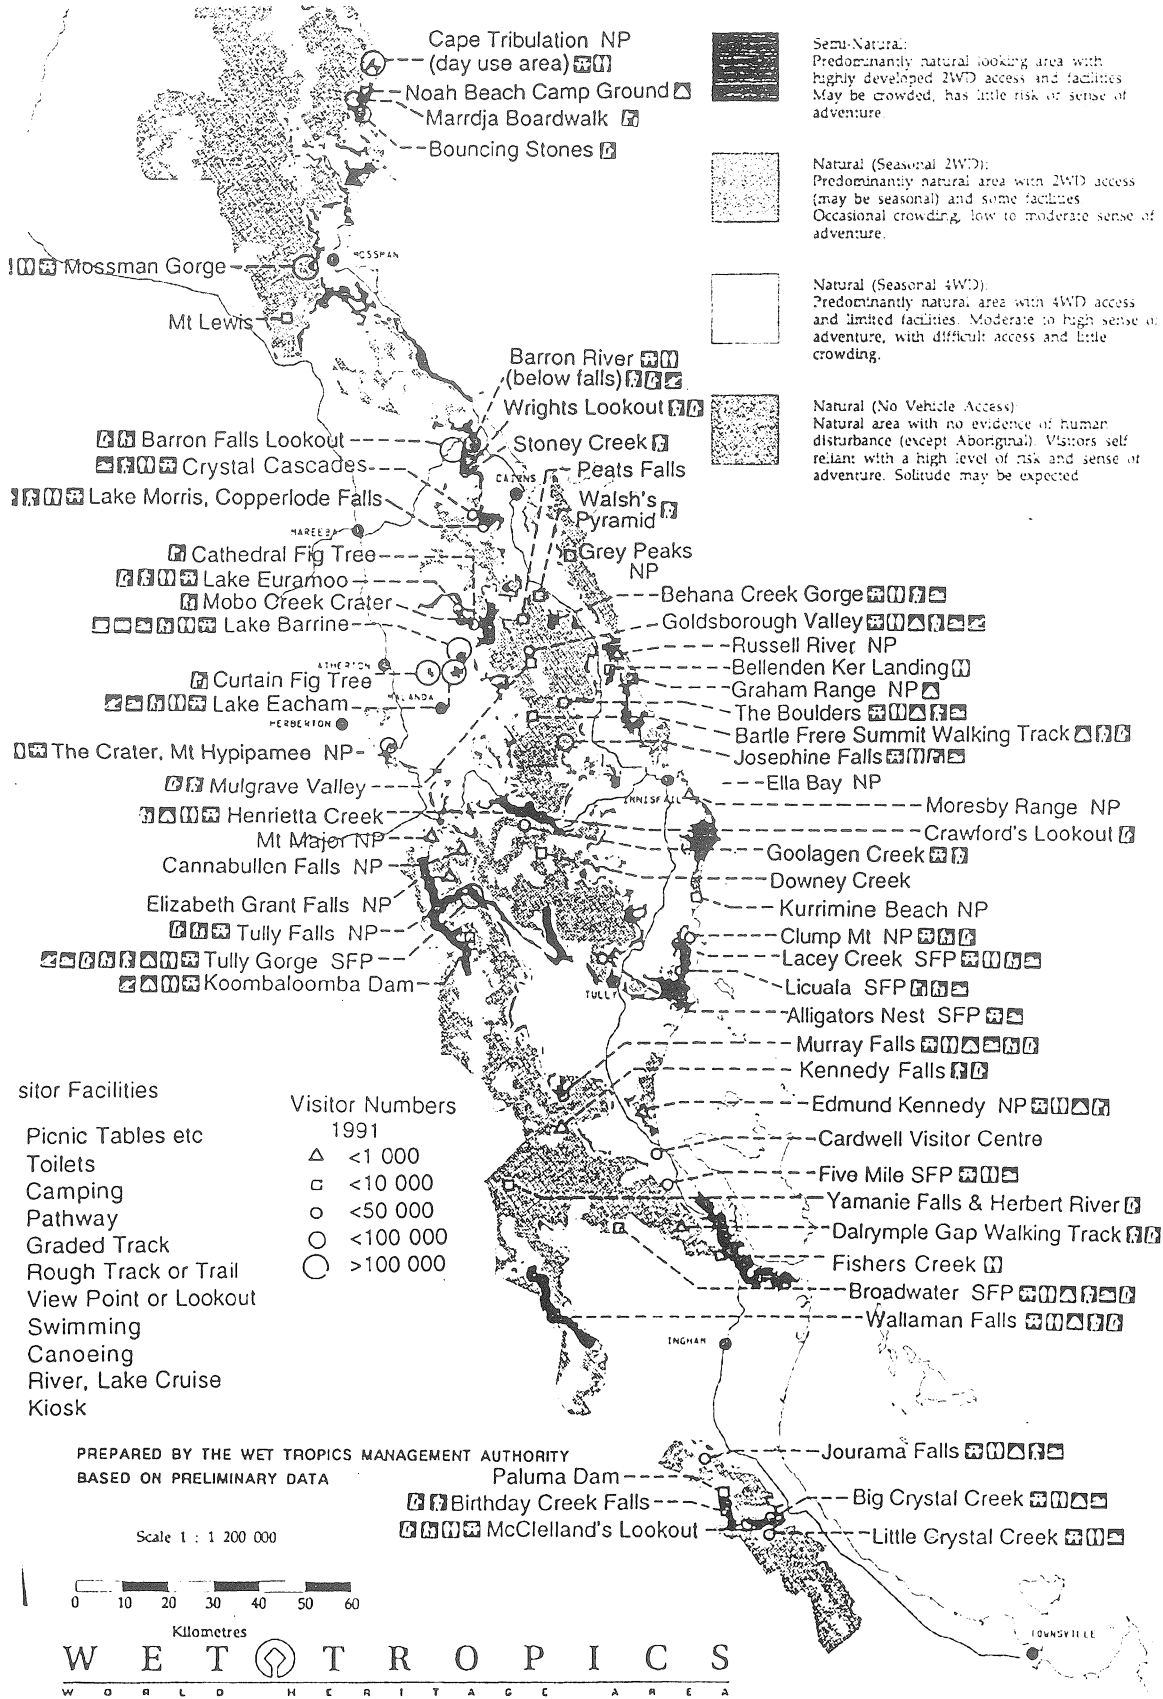 Cape Tribulation NP
(day use area)
Noah Beach Camp Ground
Marrdja Boardwalk
Bouncing Stones
Semi-Natural:
Predominantly natural looking area with
highly developed 2WD access and facilities
May be crowded, has little risk or sense of
adventure.
Natural (Seasonal 2WD):
Predominantly natural area with 2WD access
(may be seasonal) and some facilities
Occasional crowding, low to moderate sense of
adventure.
Natural (Seasonal 4WD):
Predominantly natural area with 4WD access
and limited facilities. Moderate to high sense of
adventure, with difficult access and little
crowding.
Natural (No Vehicle Access)
Natural area with no evidence of human
disturbance (except Aboriginal). Visitors self
reliant with a high level of risk and sense of
adventure. Solitude may be expected
MOSSMAN
Mossman Gorge
Mt Lewis
Barron River
(below falls)
Wrights Lookout
Barron Falls Lookout
Stoney Creek
Crystal Cascades
Peats Falls
CAIRNS
Lake Morris, Copperlode Falls
Walsh's
Pyramid
MAREEBA
Cathedral Fig Tree
Grey Peaks
NP
Lake Euramoo
Mobo Creek Crater
Behana Creek Gorge
Lake Barrine
Goldsborough Valley
Russell River NP
ATHERTON
Bellenden Ker Landing
Curtain Fig Tree
Graham Range NP
MALANDA
Lake Eacham
The Boulders
HERBERTON
Bartle Frere Summit Walking Track
The Crater, Mt Hypipamee NP
Josephine Falls
Mulgrave Valley
Ella Bay NP
INNISFAIL
Moresby Range NP
Henrietta Creek
Crawford's Lookout
Mt Major NP
Goolagen Creek
Cannabullen Falls NP
Downey Creek
Elizabeth Grant Falls NP
Kurrimine Beach NP
Tully Falls NP
Clump Mt NP
Tully Gorge SFP
Lacey Creek SFP
Koombaloomba Dam
Licuala SFP
TULLY
Alligators Nest SFP
Murray Falls
Kennedy Falls
Edmund Kennedy NP
Cardwell Visitor Centre
Five Mile SFP
Yamanie Falls & Herbert River
Dalrymple Gap Walking Track
Fishers Creek
Broadwater SFP
Wallaman Falls
INGHAM
sitor Facilities
Picnic Tables etc
Toilets
Camping
Pathway
Graded Track
Rough Track or Trail
View Point or Lookout
Swimming
Canoeing
River, Lake Cruise
Kiosk
Visitor Numbers
1991
<1 000
<10 000
<50 000
<100 000
>100 000
PREPARED BY THE WET TROPICS MANAGEMENT AUTHORITY
BASED ON PRELIMINARY DATA
Jourama Falls
Paluma Dam
Birthday Creek Falls
Big Crystal Creek
McClelland's Lookout
Little Crystal Creek
Scale 1 : 1 200 000
0 10 20 30 40 50 60
Kilometres
TOWNSVILLE
WET TROPICS
WORLD HERITAGE AREA